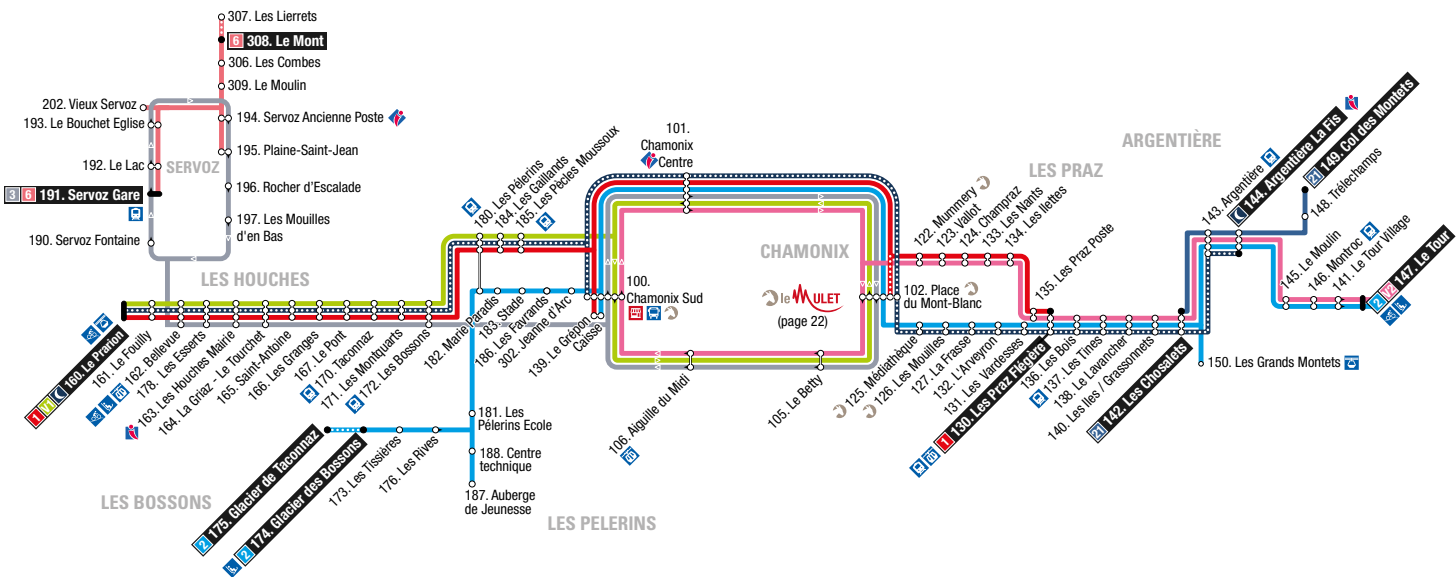 307. Les Lierrets
6 308. Le Mont
306. Les Combes
309. Le Moulin
202. Vieux Servoz
193. Le Bouchet Eglise
194. Servoz Ancienne Poste
195. Plaine-Saint-Jean
192. Le Lac
SERVOZ
3 6 191. Servoz Gare
196. Rocher d'Escalade
197. Les Mouilles
d'en Bas
190. Servoz Fontaine
LES HOUCHES
1 V1 160. Le Prarion
161. Le Fouilly
162. Bellevue
178. Les Esserts
163. Les Houches Mairie
164. La Griaz - Le Tourchet
165. Saint-Antoine
166. Les Granges
167. Le Pont
170. Taconnaz
171. Les Montquarts
172. Les Bossons
180. Les Pélerins
184. Les Gaillands
185. Les Pècles Moussoux
182. Marie Paradis
183. Stade
186. Les Favrands
302. Jeanne d'Arc
139. Le Grépon
Caisse
181. Les
Pélerins Ecole
188. Centre
technique
187. Auberge
de Jeunesse
2 175. Glacier de Taconnaz
2 174. Glacier des Bossons
173. Les Tissières
176. Les Rives
LES BOSSONS
LES PELERINS
101.
Chamonix
Centre
100.
Chamonix Sud
CHAMONIX
le MULET
(page 22)
106. Aiguille du Midi
105. Le Betty
102. Place
du Mont-Blanc
122. Mummery
123. Vallot
124. Champraz
133. Les Nants
134. Les Ilettes
LES PRAZ
135. Les Praz Poste
125. Médiathèque
126. Les Mouilles
127. La Frasse
132. L'Arveyron
131. Les Vardesses
1 130. Les Praz Flégère
136. Les Bois
137. Les Tines
138. Le Lavancher
140. Les Iles / Grassonnets
21 142. Les Chosalets
ARGENTIÈRE
143. Argentière
144. Argentière La Fis
21 149. Col des Montets
148. Trélechamps
145. Le Moulin
146. Montroc
141. Le Tour Village
2 12 147. Le Tour
150. Les Grands Montets